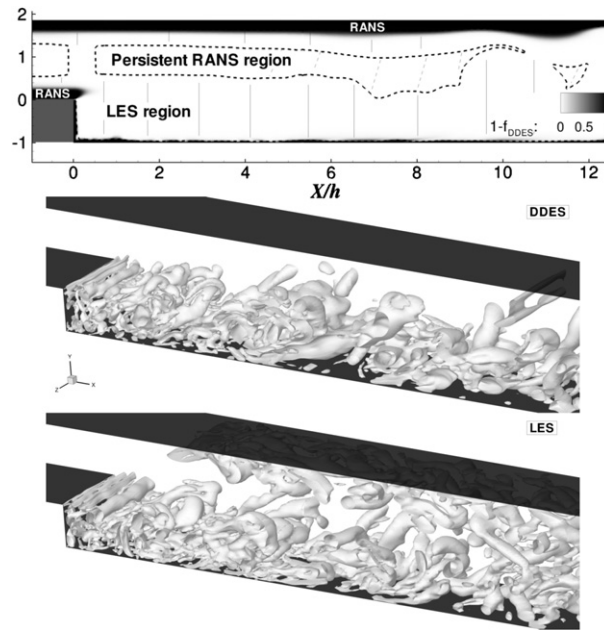 2
RANS
1
Persistent RANS region
RANS
0
LES region
1-f_DDES: 0 0.5
-1
0 2 4 6 8 10 12
X/h
DDES
Y
Z X
LES